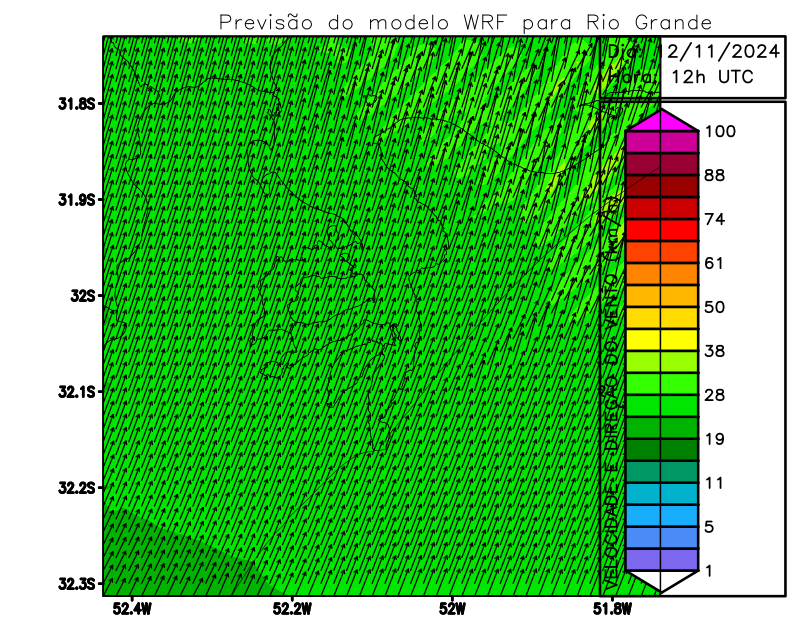 Previsão do modelo WRF para Rio Grande
Dia: 12/11/2024
Hora: 12h UTC
31.8S
31.9S
32S
32.1S
32.2S
32.3S
52.4W
52.2W
52W
51.8W
VELOCIDADE E DIREÇÃO DO VENTO (km/h)
100
88
74
61
50
38
28
19
11
5
1